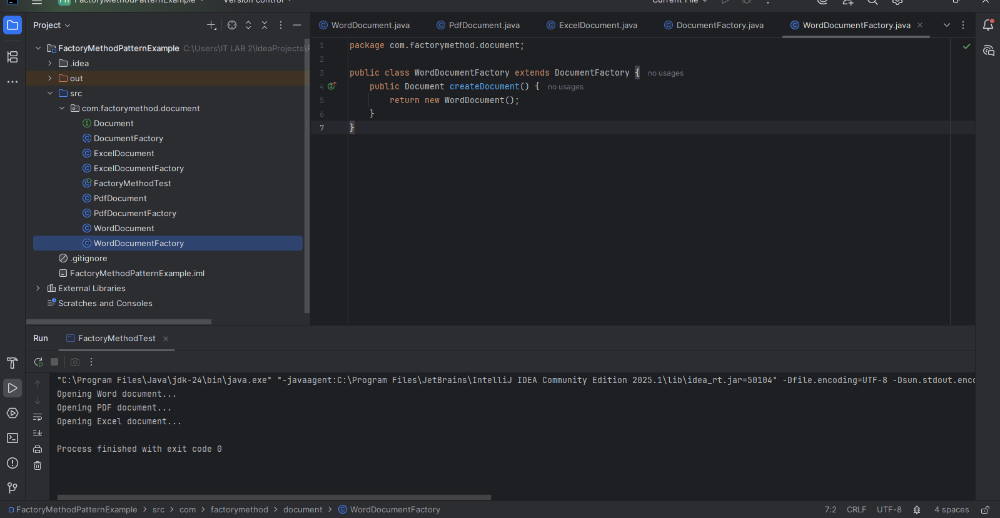 FactoryMethodPatternExample
Version control
Current File
Project
FactoryMethodPatternExample C:\Users\IT LAB 2\IdeaProjects\F
.idea
out
src
com.factorymethod.document
Document
DocumentFactory
ExcelDocument
ExcelDocumentFactory
FactoryMethodTest
PdfDocument
PdfDocumentFactory
WordDocument
WordDocumentFactory
.gitignore
FactoryMethodPatternExample.iml
External Libraries
Scratches and Consoles
WordDocument.java PdfDocument.java ExcelDocument.java DocumentFactory.java WordDocumentFactory.java
1 package com.factorymethod.document;
2
3 public class WordDocumentFactory extends DocumentFactory { no usages
4 public Document createDocument() { no usages
5 return new WordDocument();
6 }
7 }
Run FactoryMethodTest
"C:\Program Files\Java\jdk-24\bin\java.exe" "-javaagent:C:\Program Files\JetBrains\IntelliJ IDEA Community Edition 2025.1\lib\idea_rt.jar=50104" -Dfile.encoding=UTF-8 -Dsun.stdout.enco
Opening Word document...
Opening PDF document...
Opening Excel document...
Process finished with exit code 0
FactoryMethodPatternExample > src > com > factorymethod > document > WordDocumentFactory
7:2 CRLF UTF-8 4 spaces